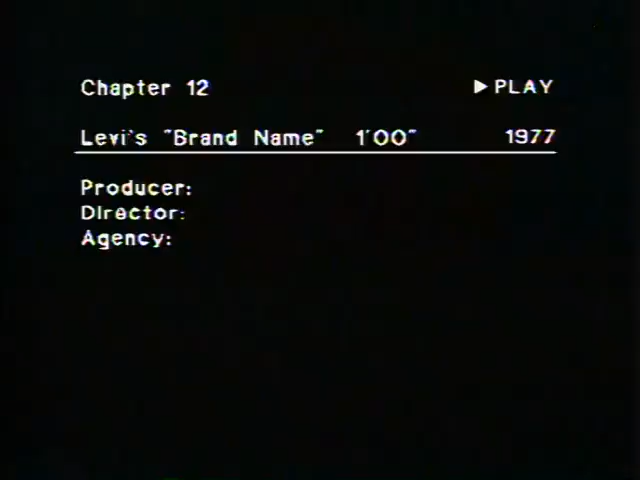 Chapter 12 ▶PLAY
Levi's "Brand Name" 1'00" 1977
Producer:
Director:
Agency: